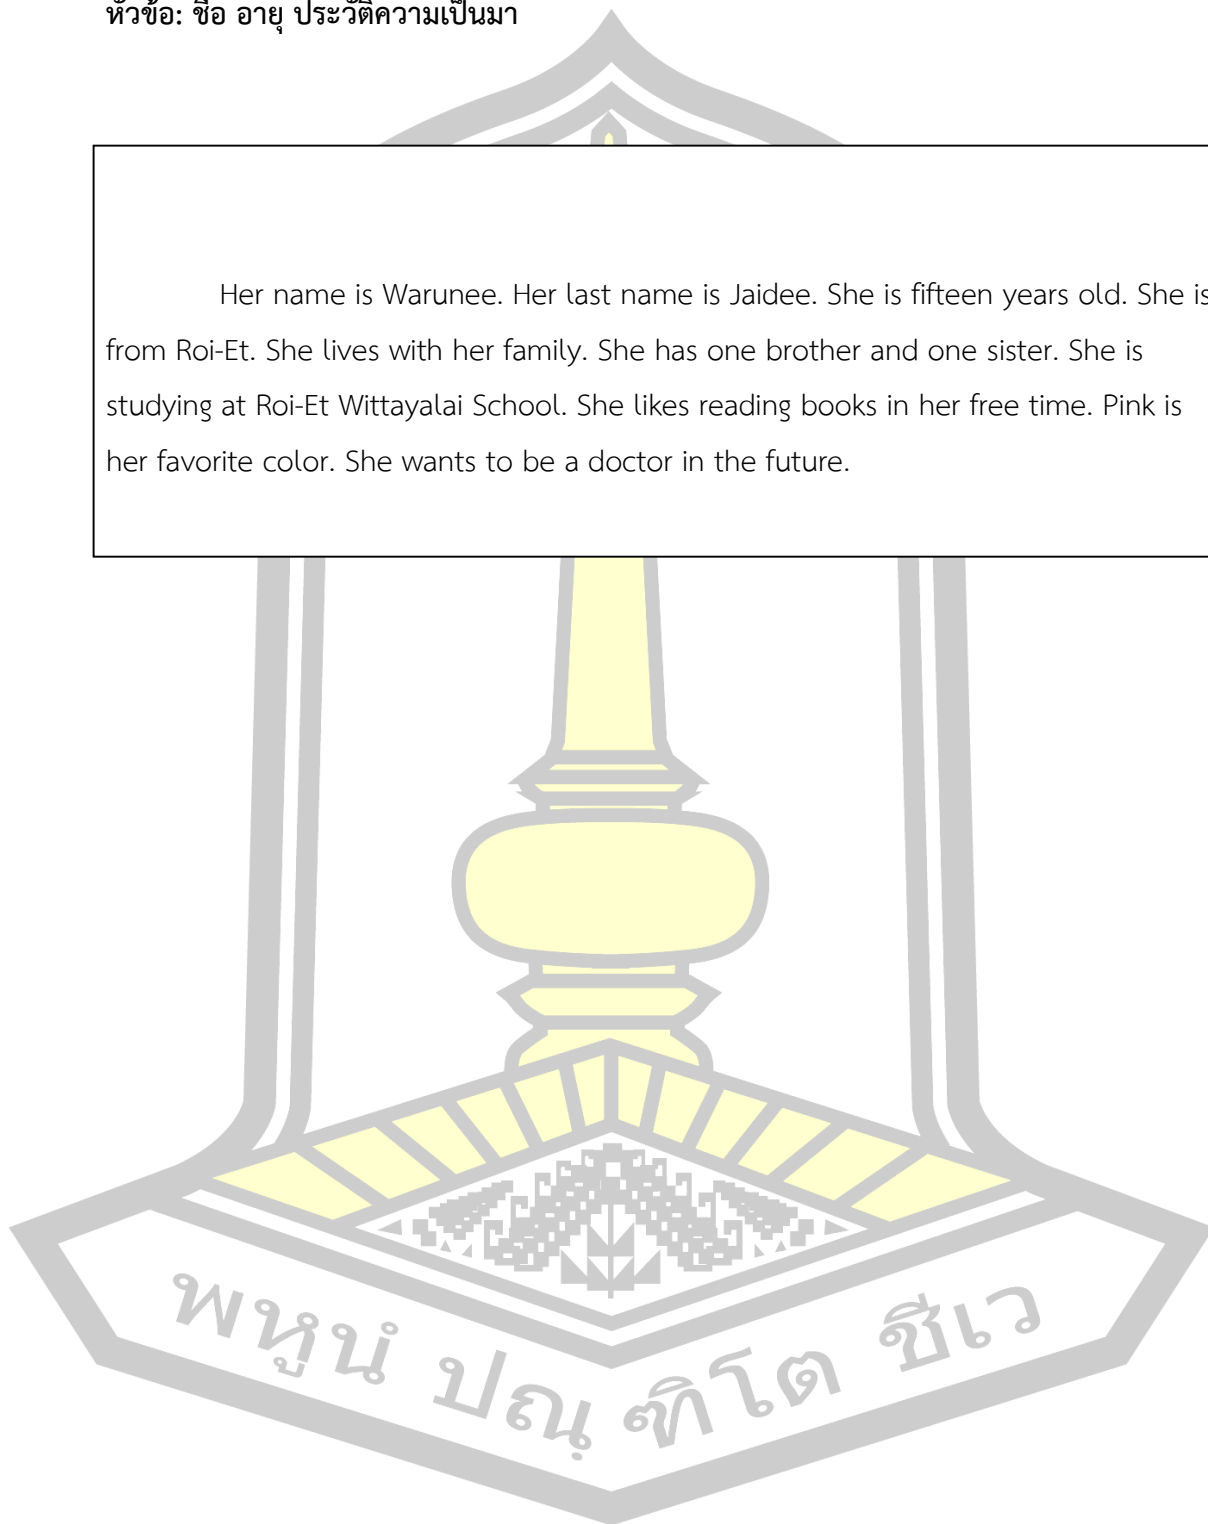 หัวข้อ: ชื่อ อายุ ประวัติความเป็นมา
Her name is Warunee. Her last name is Jaidee. She is fifteen years old. She is
from Roi-Et. She lives with her family. She has one brother and one sister. She is
studying at Roi-Et Wittayalai School. She likes reading books in her free time. Pink is
her favorite color. She wants to be a doctor in the future.
พหูนํ ปณฺฑิโต ชีเว